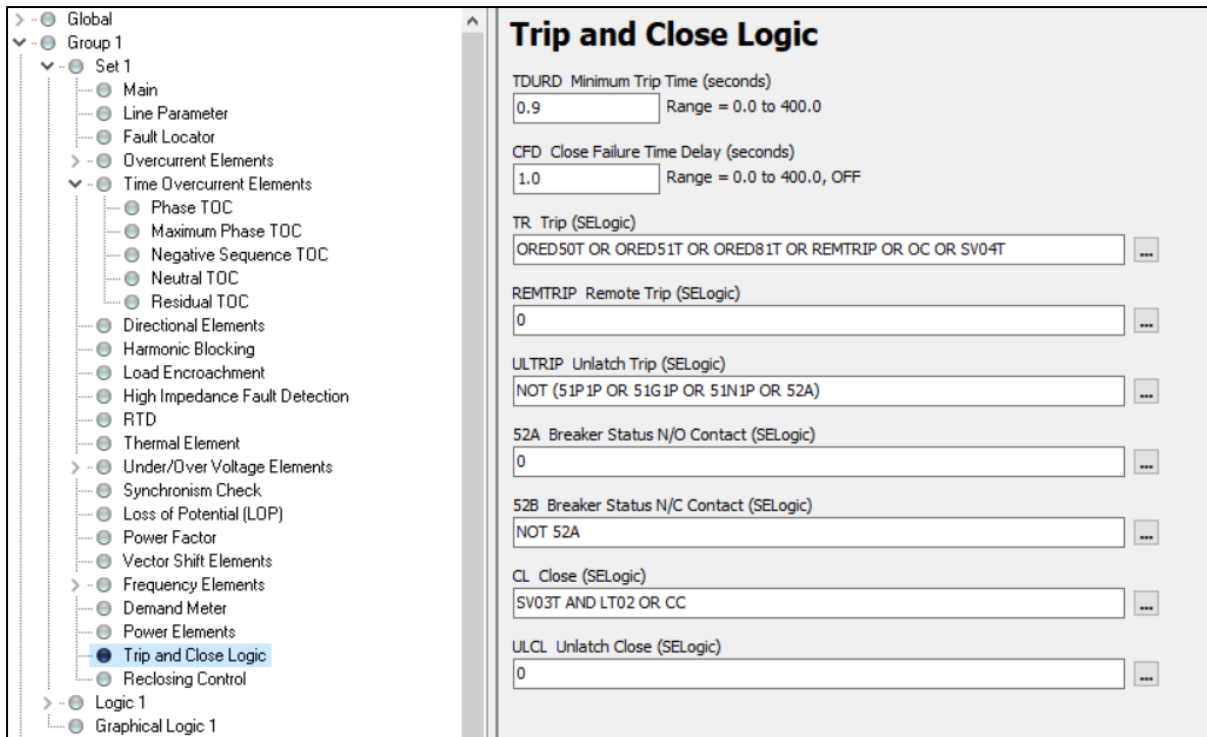 Global
Group 1
Set 1
Main
Line Parameter
Fault Locator
Overcurrent Elements
Time Overcurrent Elements
Phase TOC
Maximum Phase TOC
Negative Sequence TOC
Neutral TOC
Residual TOC
Directional Elements
Harmonic Blocking
Load Encroachment
High Impedance Fault Detection
RTD
Thermal Element
Under/Over Voltage Elements
Synchronism Check
Loss of Potential (LOP)
Power Factor
Vector Shift Elements
Frequency Elements
Demand Meter
Power Elements
Trip and Close Logic
Reclosing Control
Logic 1
Graphical Logic 1
Trip and Close Logic
TDURD Minimum Trip Time (seconds)
0.9 Range = 0.0 to 400.0
CFD Close Failure Time Delay (seconds)
1.0 Range = 0.0 to 400.0, OFF
TR Trip (SELogic)
ORED50T OR ORED51T OR ORED81T OR REMTRIP OR OC OR SV04T ...
REMTRIP Remote Trip (SELogic)
0 ...
ULTRIP Unlatch Trip (SELogic)
NOT (51P1P OR 51G1P OR 51N1P OR 52A) ...
52A Breaker Status N/O Contact (SELogic)
0 ...
52B Breaker Status N/C Contact (SELogic)
NOT 52A ...
CL Close (SELogic)
SV03T AND LT02 OR CC ...
ULCL Unlatch Close (SELogic)
0 ...